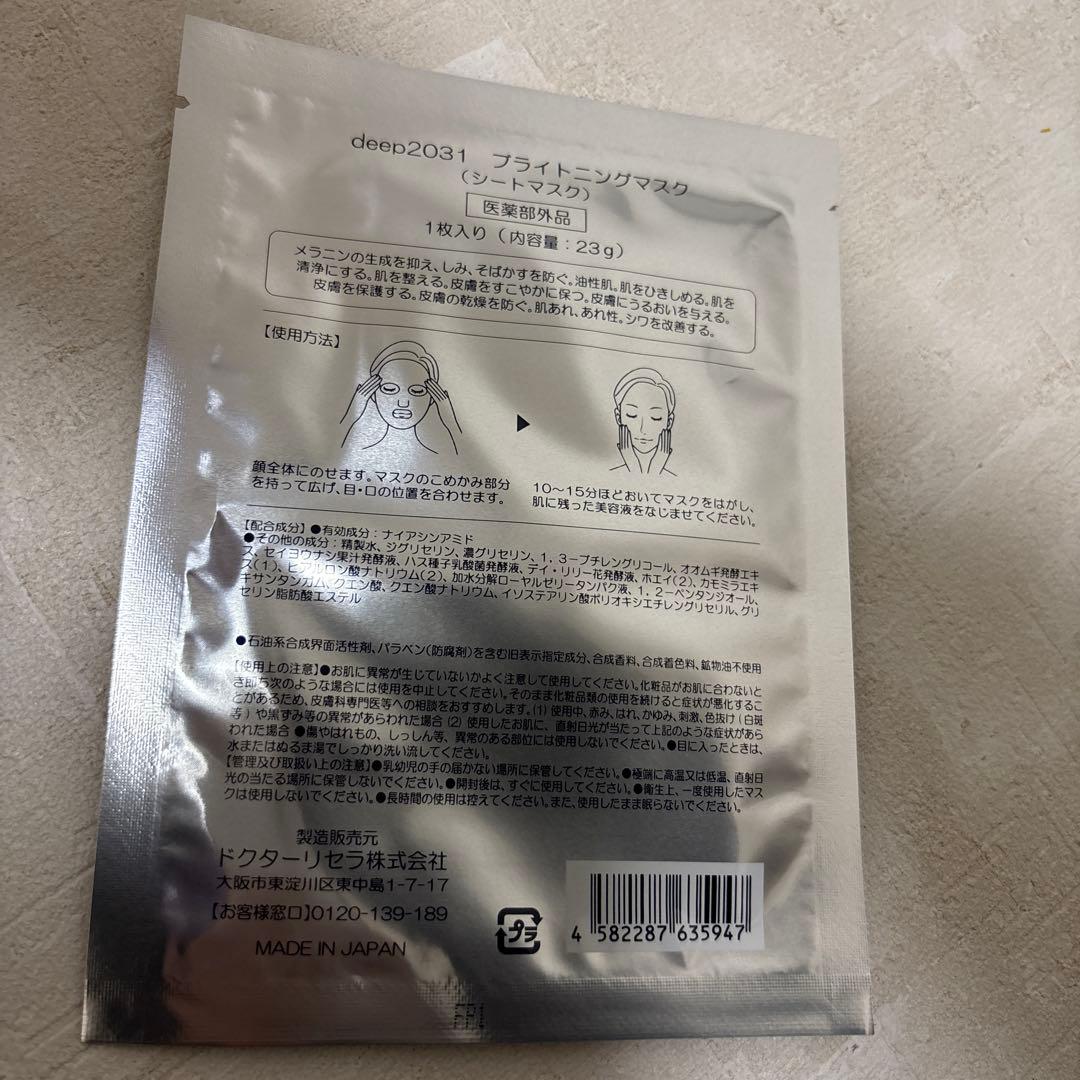 deep2031 ブライトニングマスク
（シートマスク）
医薬部外品
1枚入り（内容量：23g）
メラニンの生成を抑え、しみ、そばかすを防ぐ。油性肌。肌をひきしめる。肌を
清浄にする。肌を整える。皮膚をすこやかに保つ。皮膚にうるおいを与える。
皮膚を保護する。皮膚の乾燥を防ぐ。肌あれ、あれ性。シワを改善する。
【使用方法】
顔全体にのせます。マスクのこめかみ部分
を持って広げ、目・口の位置を合わせます。
10～15分ほどおいてマスクをはがし、
肌に残った美容液をなじませてください。
【配合成分】●有効成分：ナイアシンアミド
●その他の成分：精製水、ジグリセリン、濃グリセリン、1，3－ブチレングリコール、オオムギ発酵エキ
ス、セイヨウナシ果汁発酵液、ハス種子乳酸菌発酵液、デイ・リリー花発酵液、ホエイ(2)、カモミラエキ
ス(1)、ヒアルロン酸ナトリウム(2)、加水分解ローヤルゼリータンパク液、1，2－ペンタンジオール、
キサンタンガム、クエン酸、クエン酸ナトリウム、イソステアリン酸ポリオキシエチレングリセリル、グリ
セリン脂肪酸エステル
●石油系合成界面活性剤、パラベン（防腐剤）を含む旧表示指定成分、合成香料、合成着色料、鉱物油不使用
【使用上の注意】●お肌に異常が生じていないかよく注意して使用してください。化粧品がお肌に合わないと
き即ち次のような場合には使用を中止してください。そのまま化粧品類の使用を続けると症状が悪化するこ
とがあるため、皮膚科専門医等への相談をおすすめします。(1) 使用中、赤み、はれ、かゆみ、刺激、色抜け（白斑
等）や黒ずみ等の異常があらわれた場合 (2) 使用したお肌に、直射日光が当たって上記のような症状があら
われた場合 ●傷やはれもの、しっしん等、異常のある部位には使用しないでください。●目に入ったときは、
水またはぬるま湯でしっかり洗い流してください。
【管理及び取扱い上の注意】●乳幼児の手の届かない場所に保管してください。●極端に高温又は低温、直射日
光の当たる場所に保管しないでください。●開封後は、すぐに使用してください。●衛生上、一度使用したマス
クは使用しないでください。●長時間の使用は控えてください。また、使用したまま眠らないでください。
製造販売元
ドクターリセラ株式会社
大阪市東淀川区東中島1-7-17
【お客様窓口】0120-139-189
MADE IN JAPAN
プラ
4 582287 635947